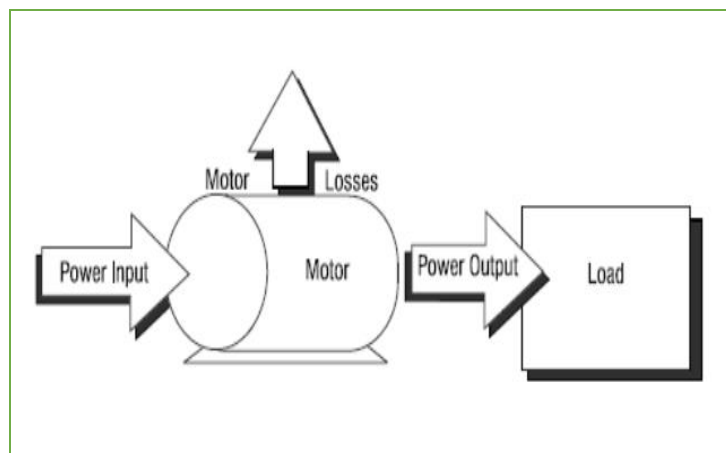 Motor Losses
Power Input
Motor
Power Output
Load